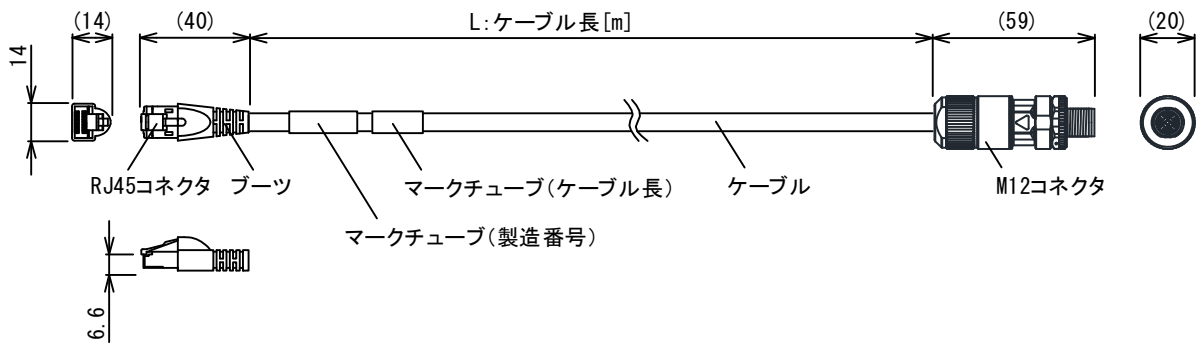 (14)
(40)
L:ケーブル長[m]
(59)
(20)
14
RJ45コネクタ
ブーツ
マークチューブ(ケーブル長)
ケーブル
M12コネクタ
マークチューブ(製造番号)
6.6